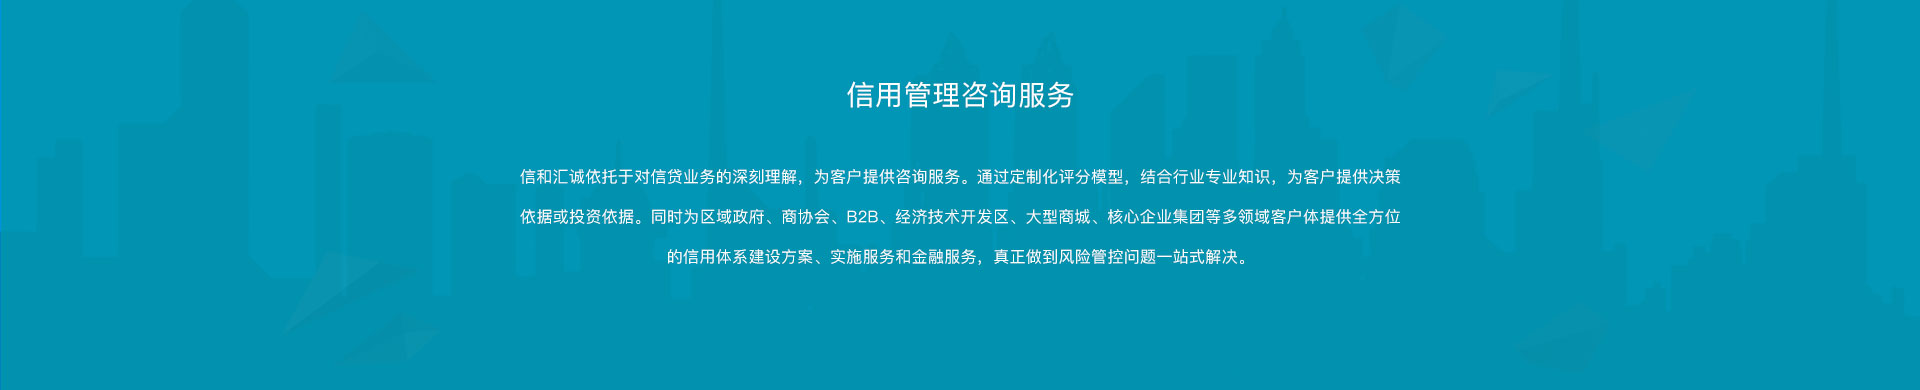 信用管理咨询服务
信和汇诚依托于对信贷业务的深刻理解，为客户提供咨询服务。通过定制化评分模型，结合行业专业知识，为客户提供决策
依据或投资依据。同时为区域政府、商协会、B2B、经济技术开发区、大型商城、核心企业集团等多领域客户体提供全方位
的信用体系建设方案、实施服务和金融服务，真正做到风险管控问题一站式解决。